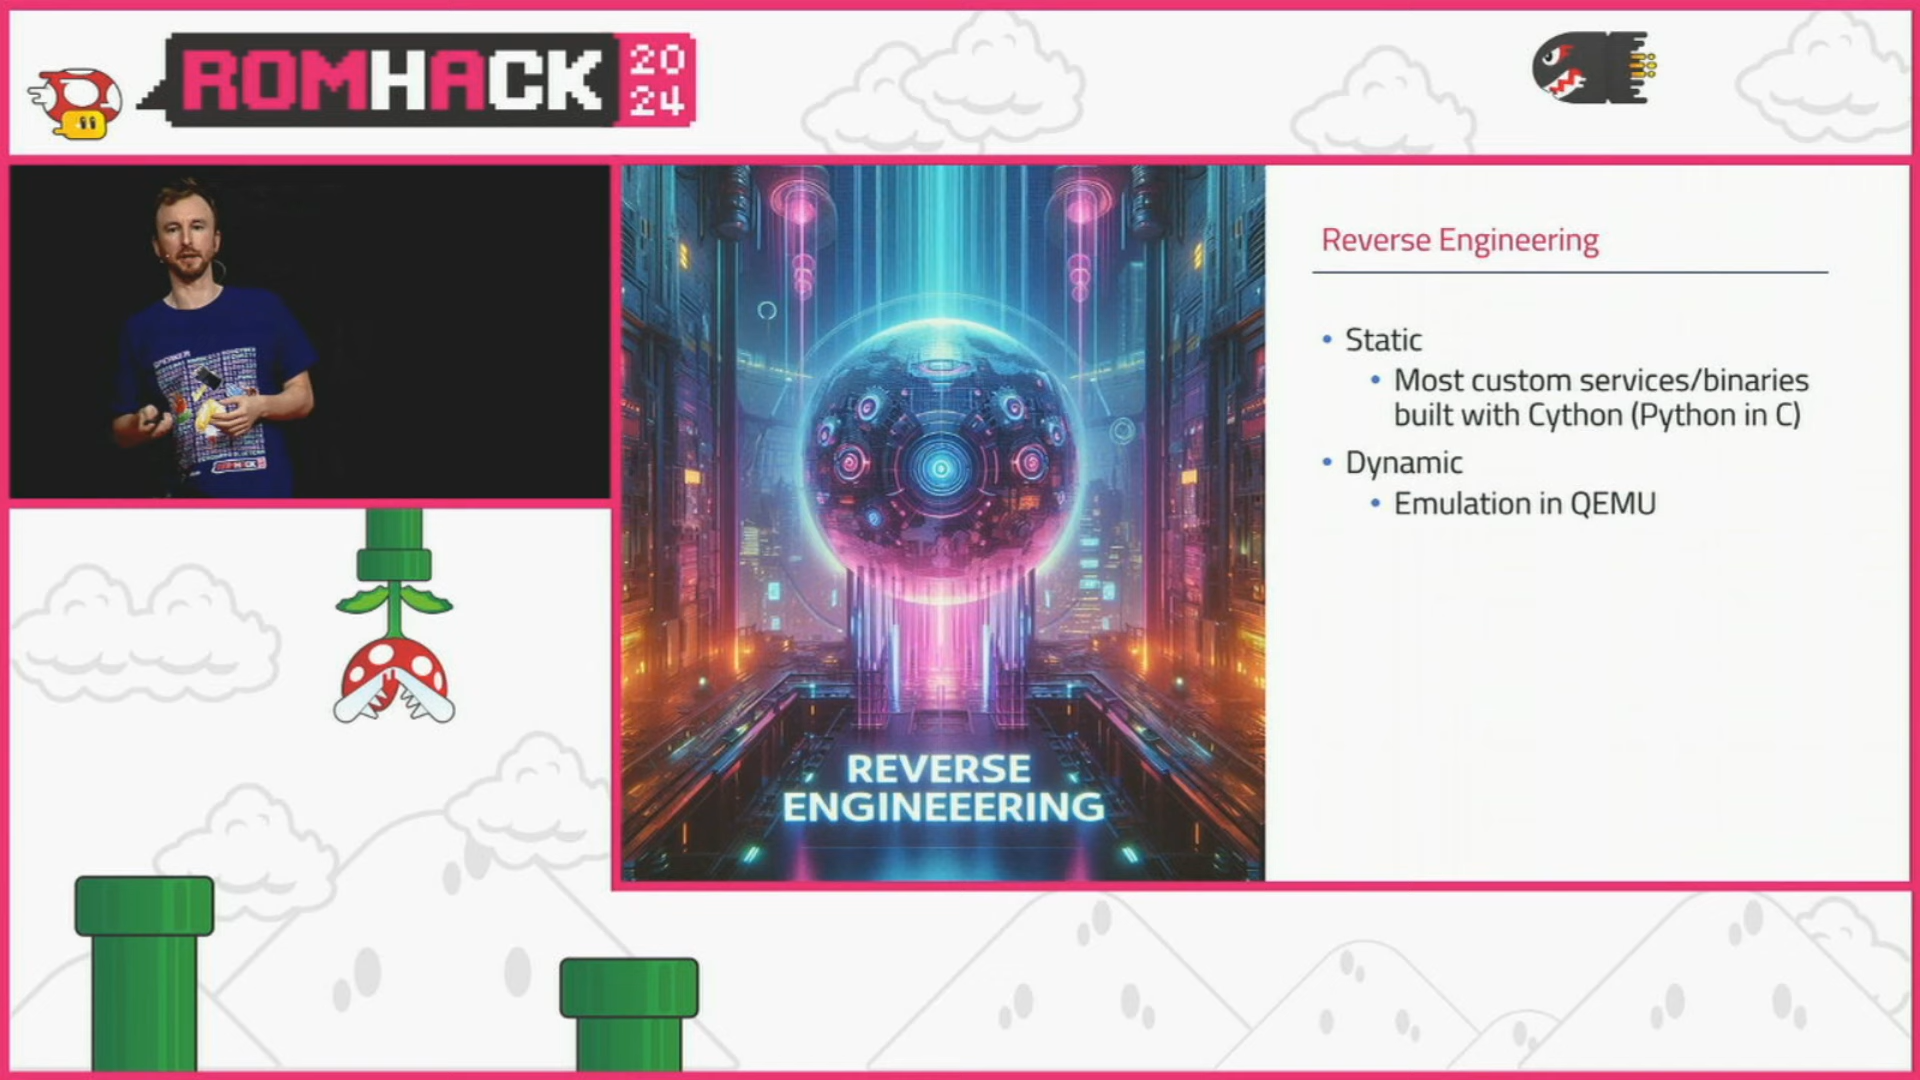 ROMHACK
20
24
Reverse Engineering
• Static
• Most custom services/binaries
built with Cython (Python in C)
• Dynamic
• Emulation in QEMU
REVERSE
ENGINEEERING